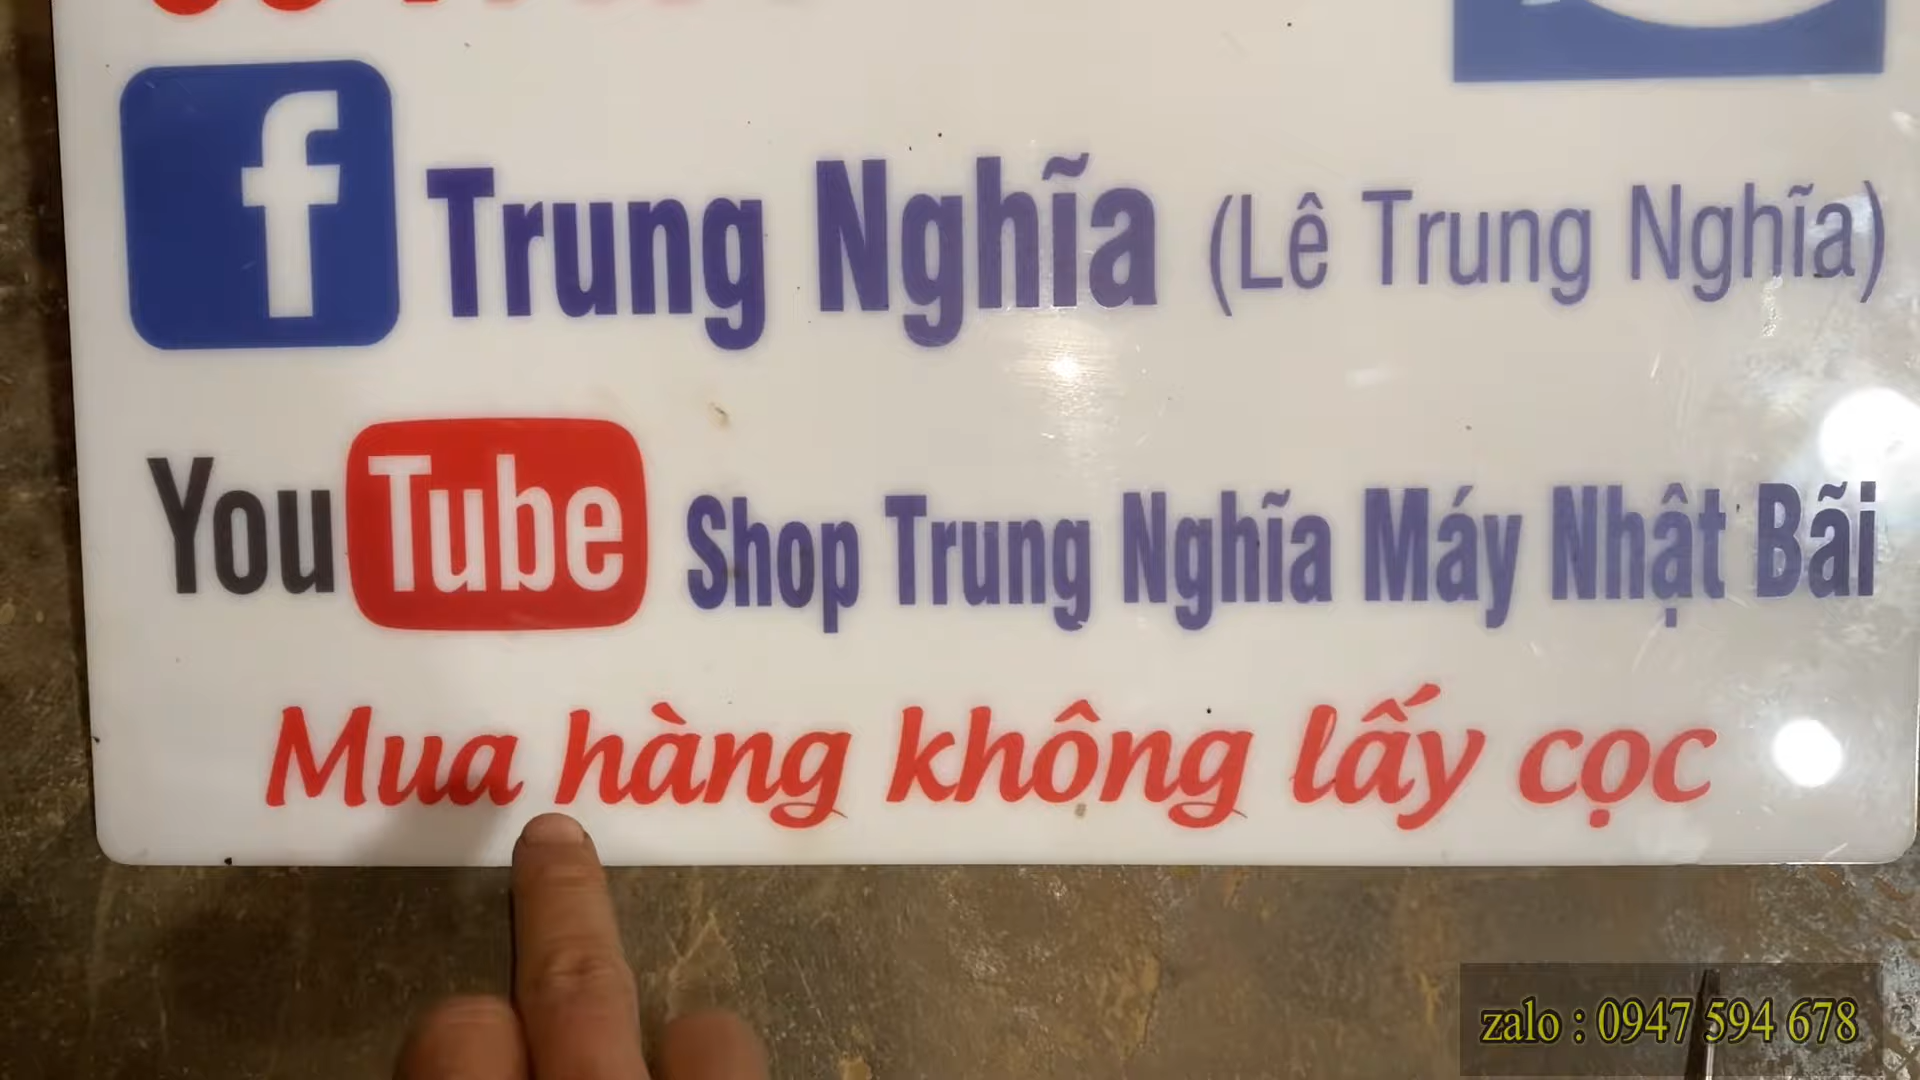 f Trung Nghĩa (Lê Trung Nghĩa)
YouTube Shop Trung Nghĩa Máy Nhật Bãi
Mua hàng không lấy cọc
zalo : 0947 594 678